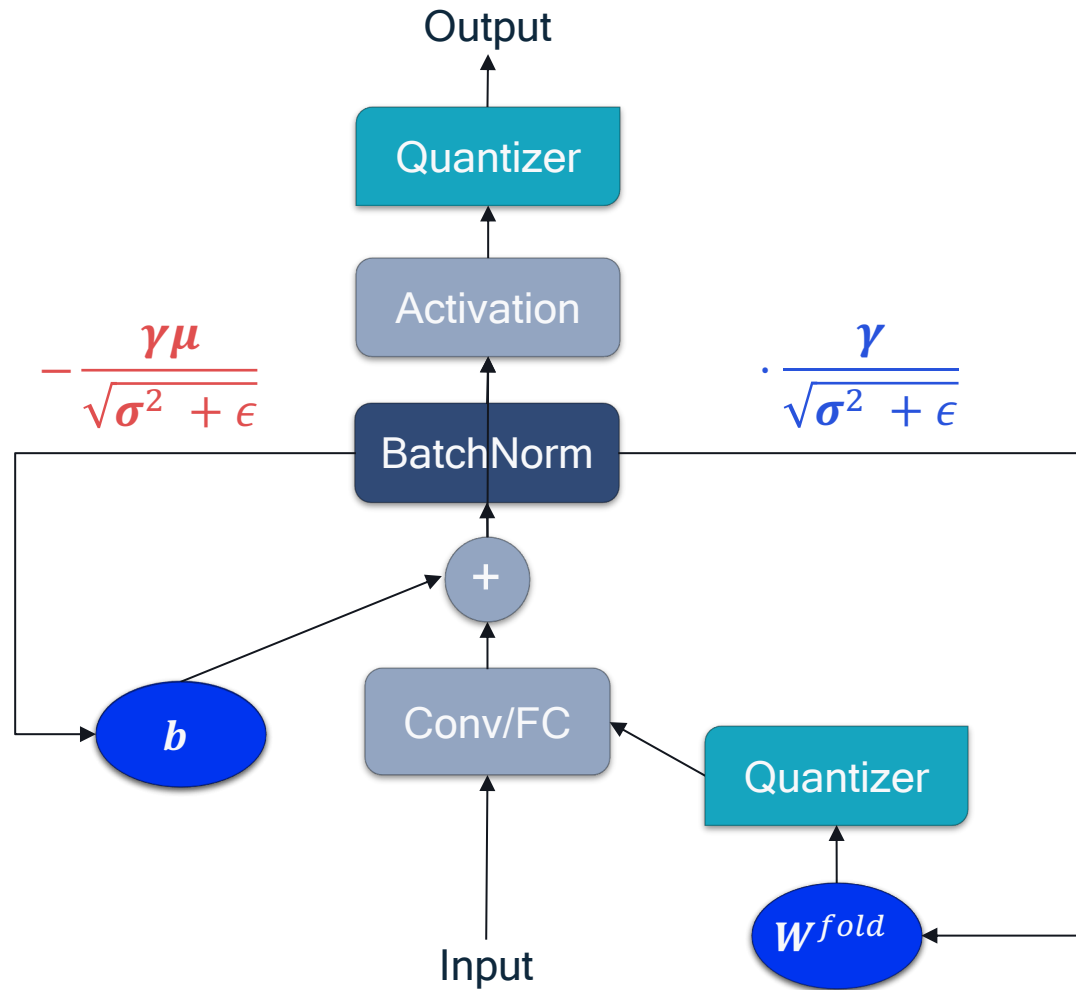 Output
Quantizer
Activation
− γμ / √(σ² + ϵ)
· γ / √(σ² + ϵ)
BatchNorm
+
Conv/FC
b
Quantizer
W^fold
Input